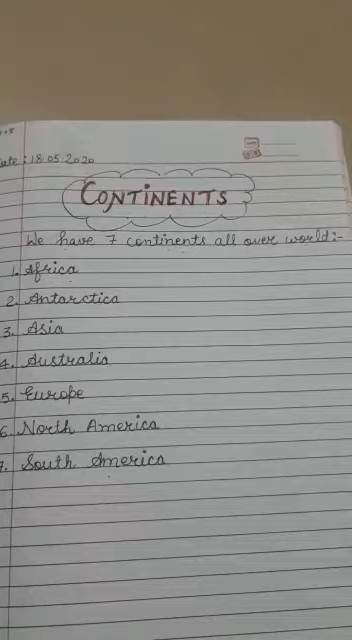 Date : 18.05.2020
CONTINENTS
We have 7 continents all over world:-
1. Africa
2. Antarctica
3. Asia
4. Australia
5. Europe
6. North America
7. South America